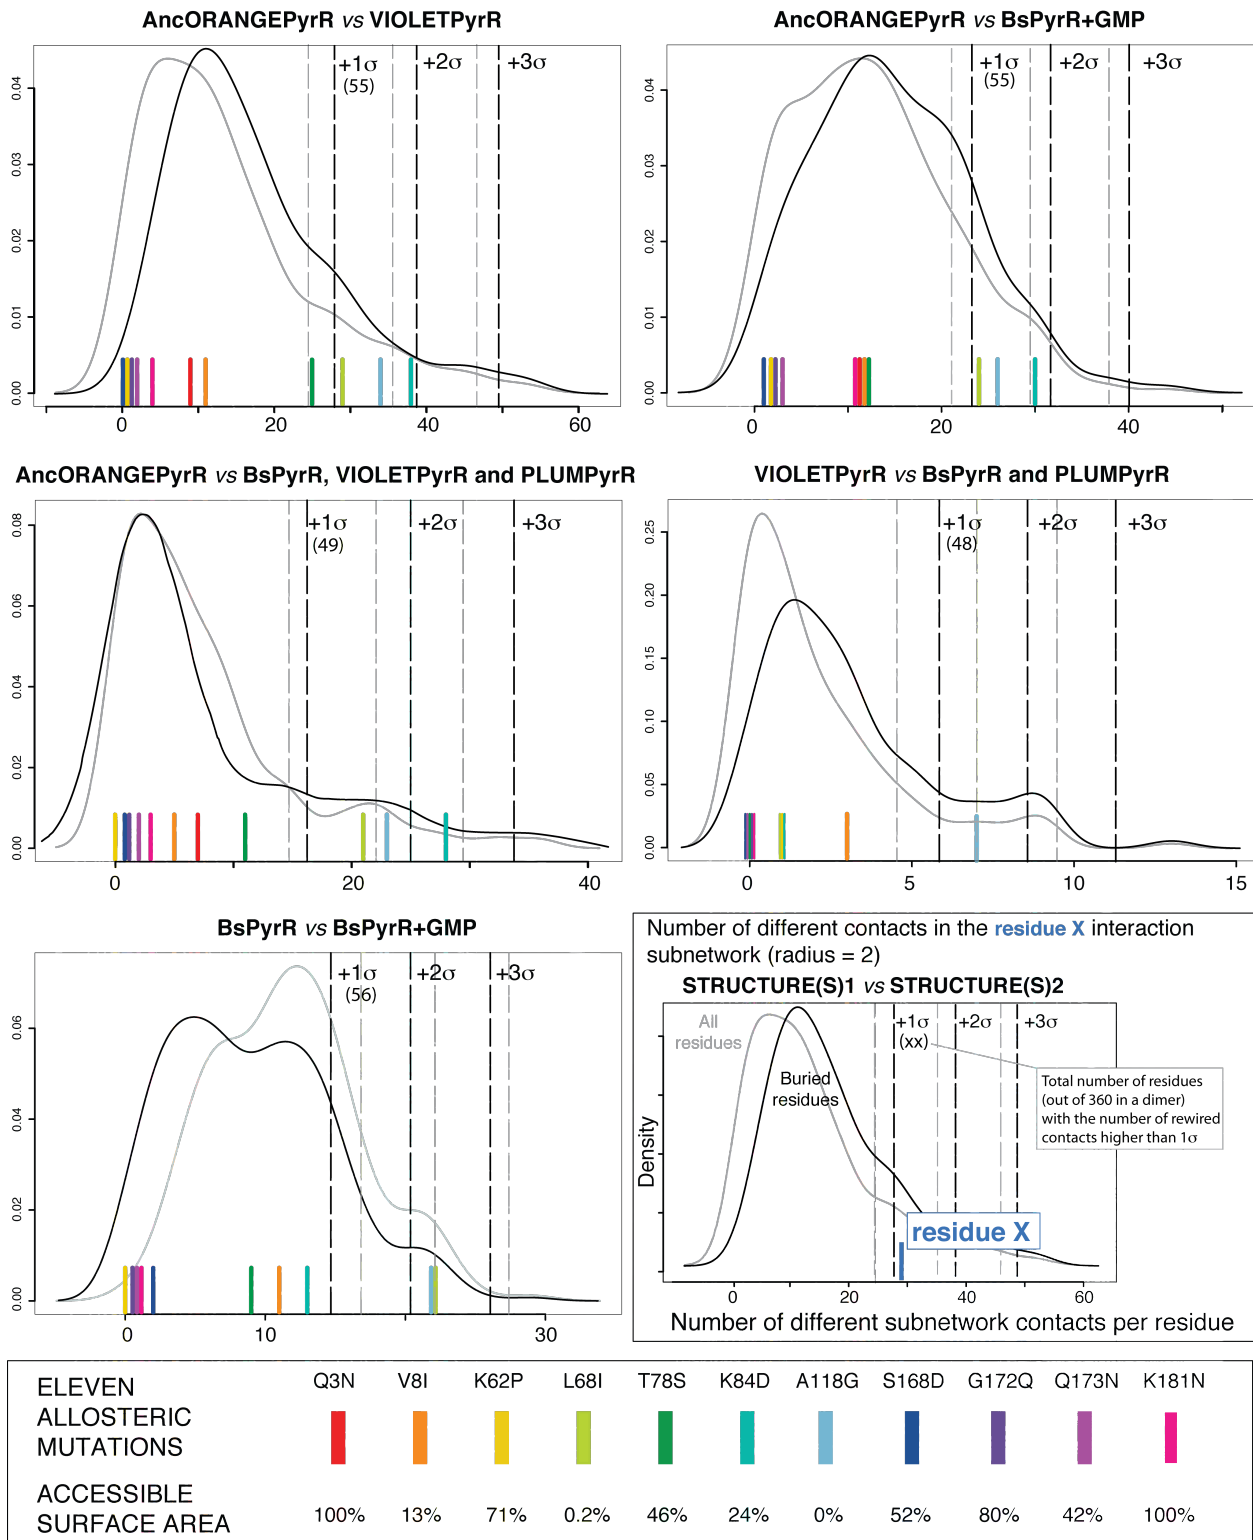 AncORANGEPyrR vs VIOLETPyrR
+1σ
(55)
+2σ
+3σ
0.00
0.01
0.02
0.03
0.04
0
20
40
60
AncORANGEPyrR vs BsPyrR+GMP
+1σ
(55)
+2σ
+3σ
0.00
0.01
0.02
0.03
0.04
0
20
40
AncORANGEPyrR vs BsPyrR, VIOLETPyrR and PLUMPyrR
+1σ
(49)
+2σ
+3σ
0.00
0.02
0.04
0.06
0.08
0
20
40
VIOLETPyrR vs BsPyrR and PLUMPyrR
+1σ
(48)
+2σ
+3σ
0.00
0.05
0.10
0.15
0.20
0.25
0
5
10
15
BsPyrR vs BsPyrR+GMP
+1σ
(56)
+2σ
+3σ
0.00
0.02
0.04
0.06
0
10
30
Number of different contacts in the residue X interaction
subnetwork (radius = 2)
STRUCTURE(S)1 vs STRUCTURE(S)2
All
residues
+1σ
(xx)
+2σ
+3σ
Buried
residues
Total number of residues
(out of 360 in a dimer)
with the number of rewired
contacts higher than 1σ
Density
residue X
0
20
40
60
Number of different subnetwork contacts per residue
ELEVEN
ALLOSTERIC
MUTATIONS
Q3N V8I K62P L68I T78S K84D A118G S168D G172Q Q173N K181N
ACCESSIBLE
SURFACE AREA
100% 13% 71% 0.2% 46% 24% 0% 52% 80% 42% 100%